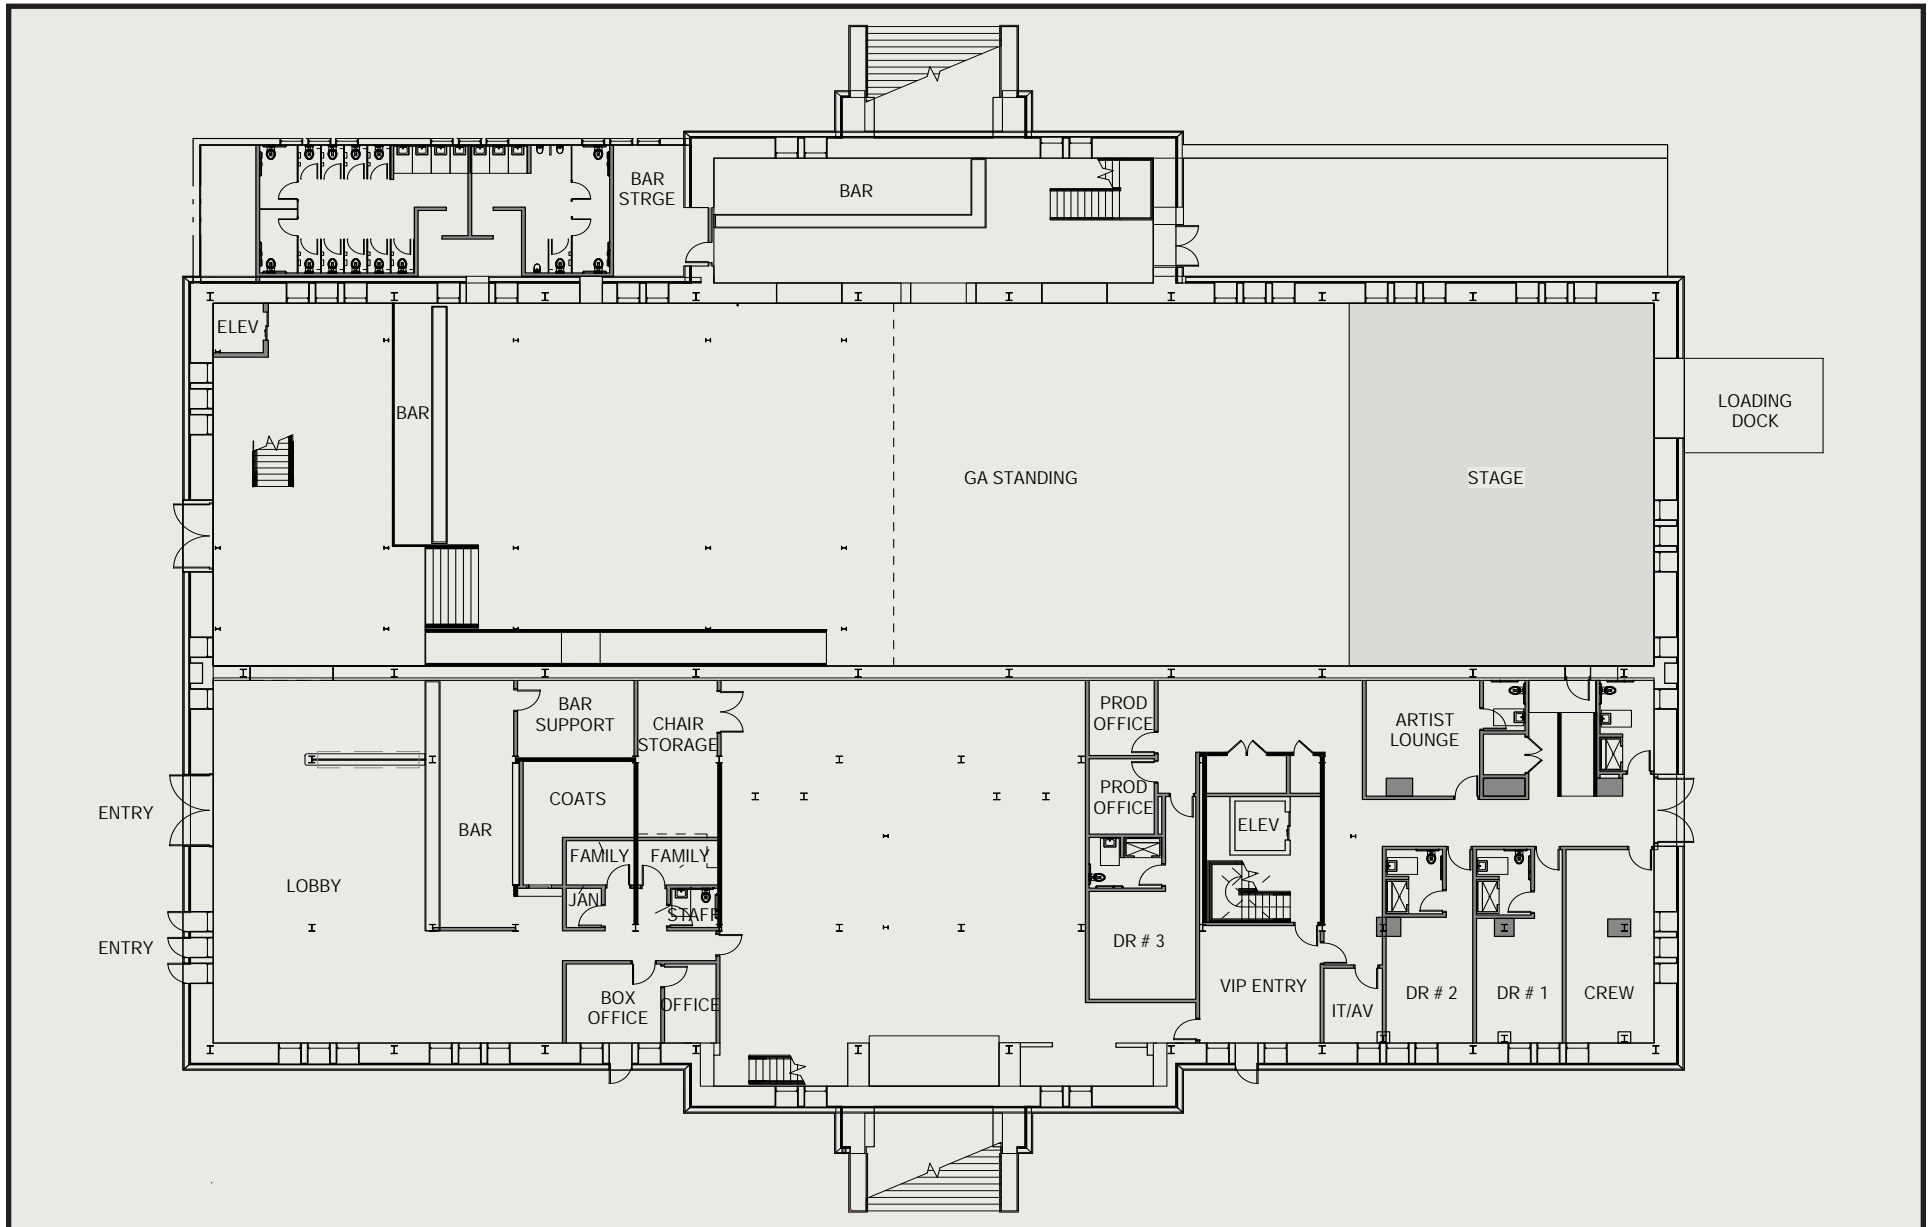 BAR
STRGE
BAR
ELEV
BAR
LOADING
DOCK
GA STANDING
STAGE
BAR
SUPPORT
CHAIR
STORAGE
PROD
OFFICE
ARTIST
LOUNGE
COATS
PROD
OFFICE
ENTRY
BAR
ELEV
FAMILY
FAMILY
LOBBY
JAN
STAFF
ENTRY
DR # 3
VIP ENTRY
DR # 2
DR # 1
CREW
BOX
OFFICE
OFFICE
IT/AV